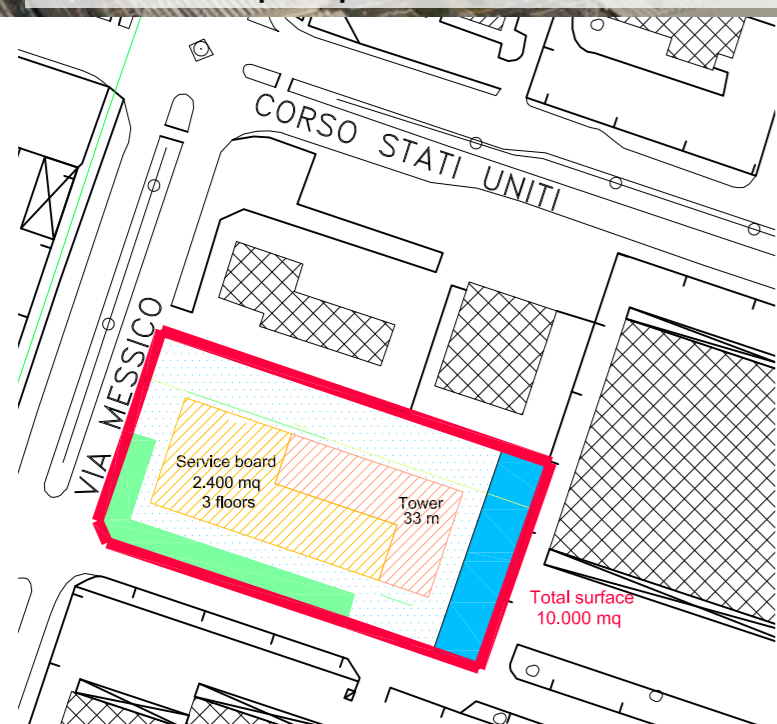 CORSO STATI UNITI
VIA MESSICO
Service board
2.400 mq
3 floors
Tower
33 m
Total surface
10.000 mq